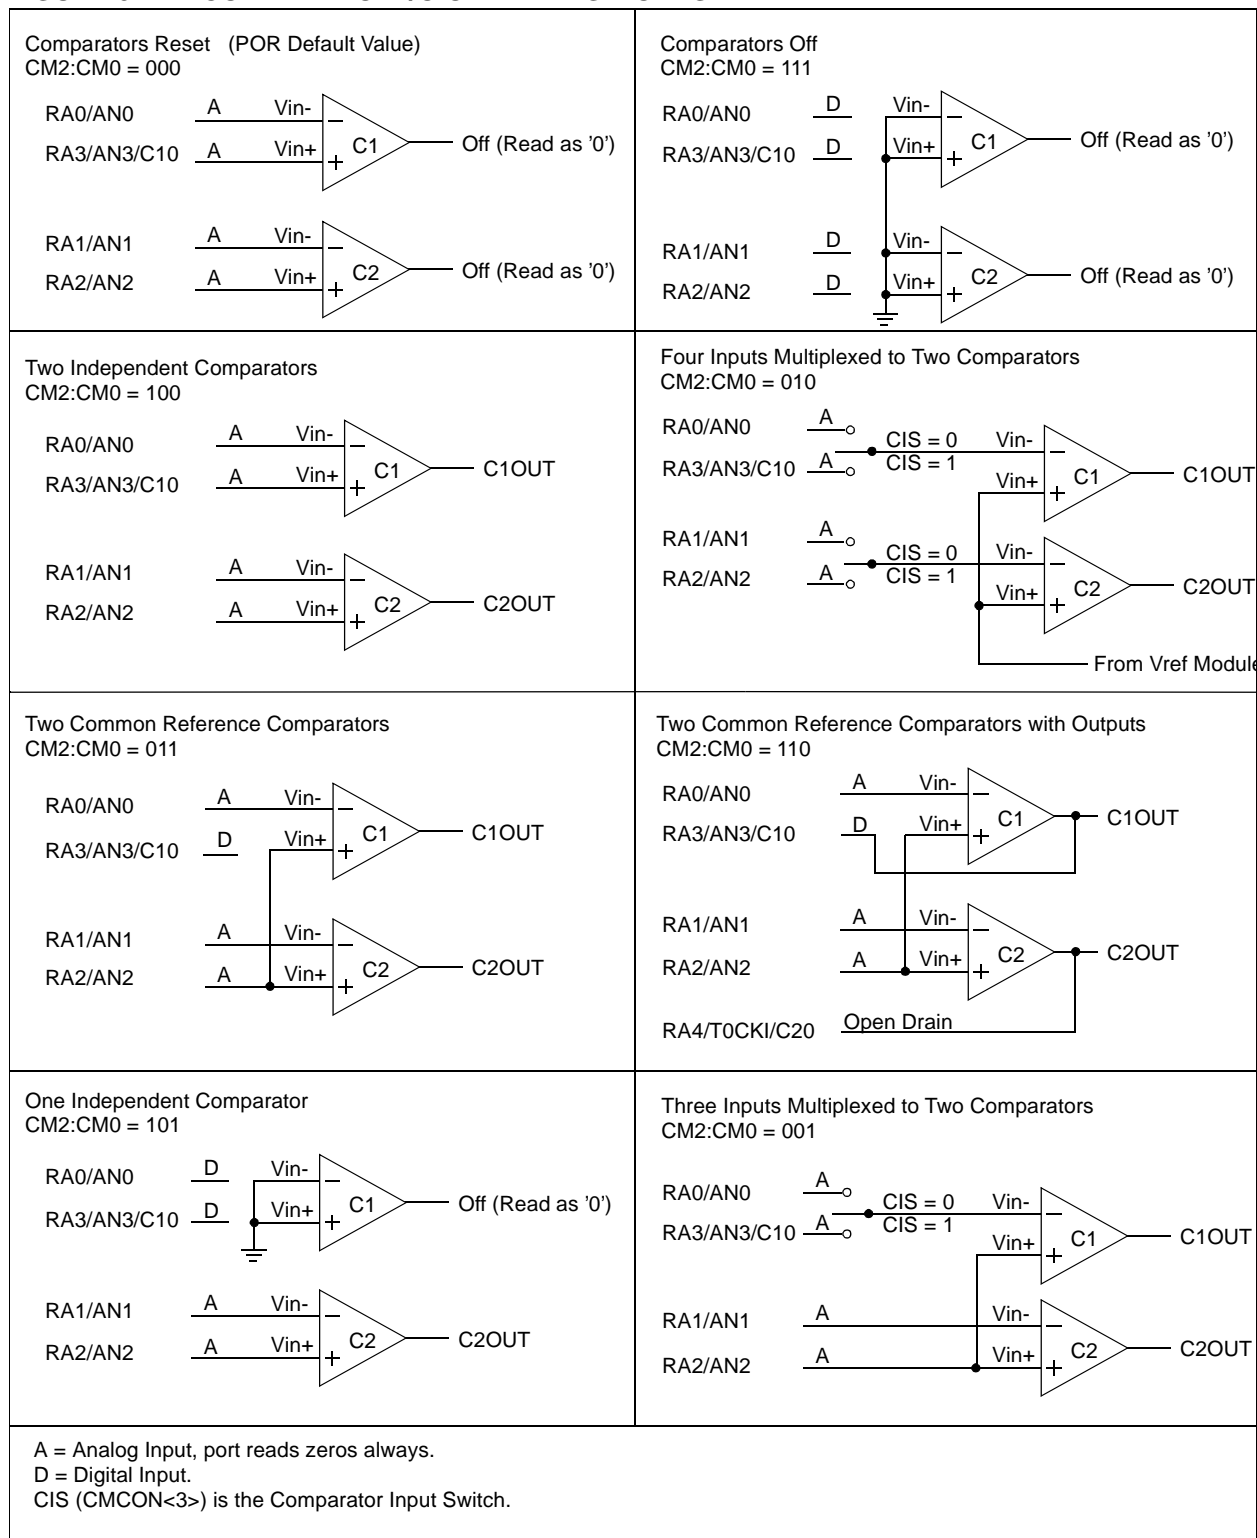 Comparators Reset (POR Default Value)
CM2:CM0 = 000
RA0/AN0 A Vin-
RA3/AN3/C10 A Vin+ C1 Off (Read as '0')
RA1/AN1 A Vin-
RA2/AN2 A Vin+ C2 Off (Read as '0')
Comparators Off
CM2:CM0 = 111
RA0/AN0 D Vin-
RA3/AN3/C10 D Vin+ C1 Off (Read as '0')
RA1/AN1 D Vin-
RA2/AN2 D Vin+ C2 Off (Read as '0')
Two Independent Comparators
CM2:CM0 = 100
RA0/AN0 A Vin-
RA3/AN3/C10 A Vin+ C1 C1OUT
RA1/AN1 A Vin-
RA2/AN2 A Vin+ C2 C2OUT
Four Inputs Multiplexed to Two Comparators
CM2:CM0 = 010
RA0/AN0 A CIS = 0 Vin-
RA3/AN3/C10 A CIS = 1 Vin+ C1 C1OUT
RA1/AN1 A CIS = 0 Vin-
RA2/AN2 A CIS = 1 Vin+ C2 C2OUT
From Vref Module
Two Common Reference Comparators
CM2:CM0 = 011
RA0/AN0 A Vin-
RA3/AN3/C10 D Vin+ C1 C1OUT
RA1/AN1 A Vin-
RA2/AN2 A Vin+ C2 C2OUT
Two Common Reference Comparators with Outputs
CM2:CM0 = 110
RA0/AN0 A Vin-
RA3/AN3/C10 D Vin+ C1 C1OUT
RA1/AN1 A Vin-
RA2/AN2 A Vin+ C2 C2OUT
RA4/T0CKI/C20 Open Drain
One Independent Comparator
CM2:CM0 = 101
RA0/AN0 D Vin-
RA3/AN3/C10 D Vin+ C1 Off (Read as '0')
RA1/AN1 A Vin-
RA2/AN2 A Vin+ C2 C2OUT
Three Inputs Multiplexed to Two Comparators
CM2:CM0 = 001
RA0/AN0 A CIS = 0 Vin-
RA3/AN3/C10 A CIS = 1 Vin+ C1 C1OUT
RA1/AN1 A Vin-
RA2/AN2 A Vin+ C2 C2OUT
A = Analog Input, port reads zeros always.
D = Digital Input.
CIS (CMCON<3>) is the Comparator Input Switch.